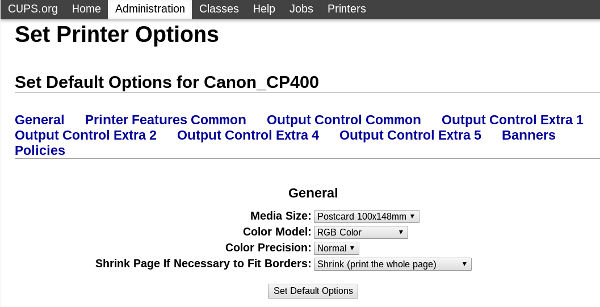 CUPS.org Home Administration Classes Help Jobs Printers
Set Printer Options
Set Default Options for Canon_CP400
General Printer Features Common Output Control Common Output Control Extra 1
Output Control Extra 2 Output Control Extra 4 Output Control Extra 5 Banners
Policies
General
Media Size: Postcard 100x148mm
Color Model: RGB Color
Color Precision: Normal
Shrink Page If Necessary to Fit Borders: Shrink (print the whole page)
Set Default Options